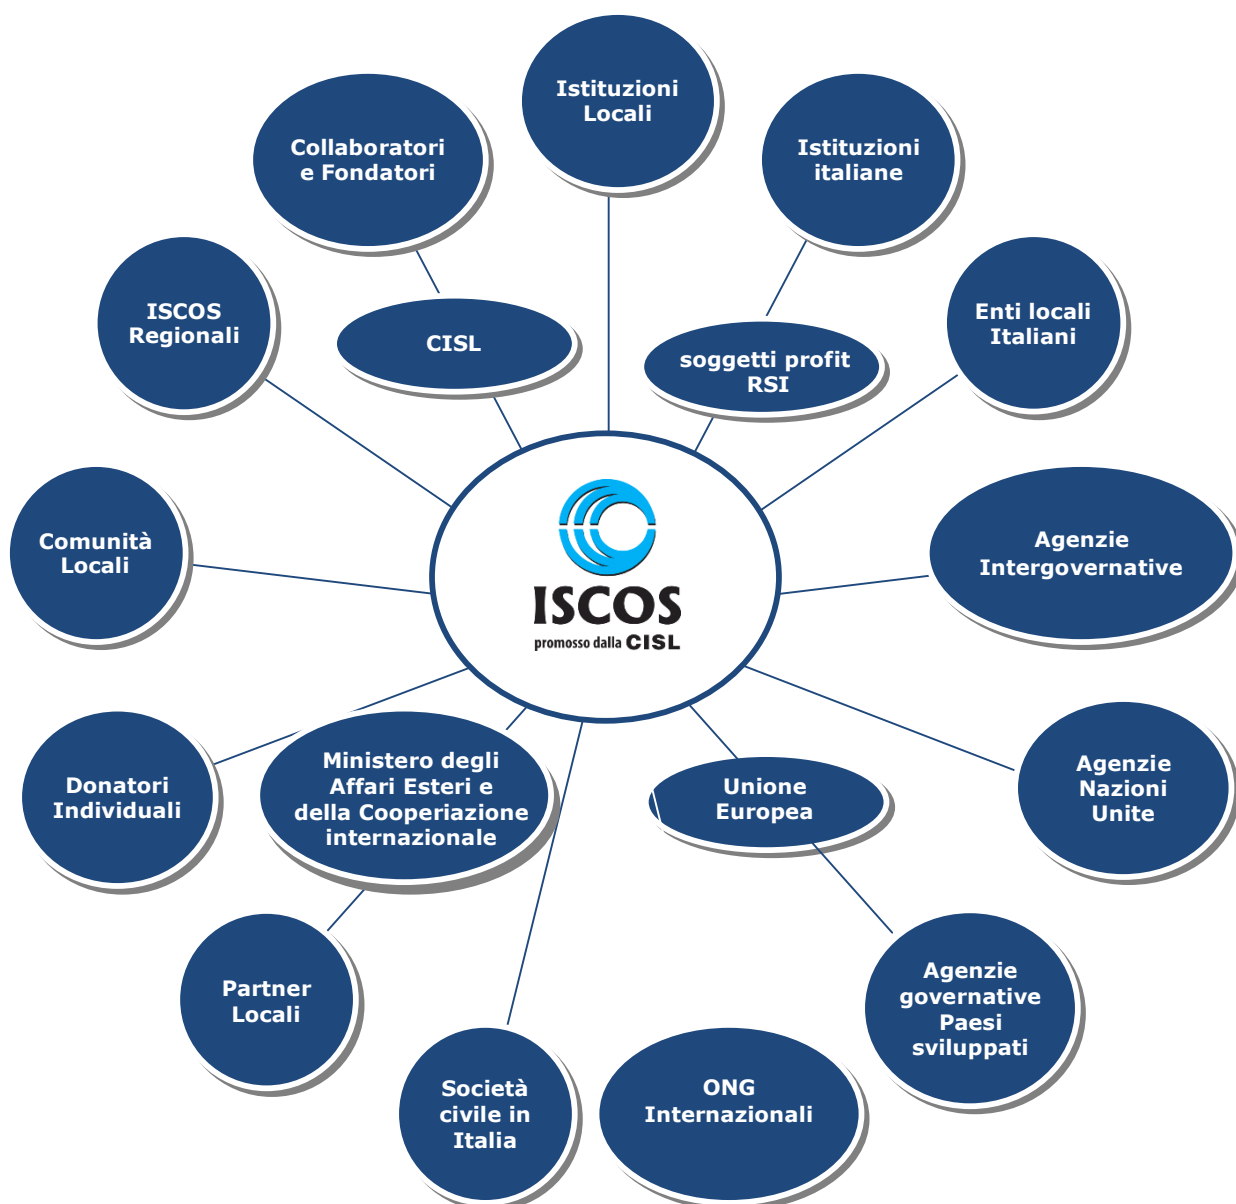 Istituzioni
Locali
Collaboratori
e Fondatori
Istituzioni
italiane
ISCOS
Regionali
CISL
soggetti profit
RSI
Enti locali
Italiani
Comunità
Locali
ISCOS
promosso dalla CISL
Agenzie
Intergovernative
Donatori
Individuali
Ministero degli
Affari Esteri e
della Cooperiazione
internazionale
Unione
Europea
Agenzie
Nazioni
Unite
Partner
Locali
Agenzie
governative
Paesi
sviluppati
Società
civile in
Italia
ONG
Internazionali